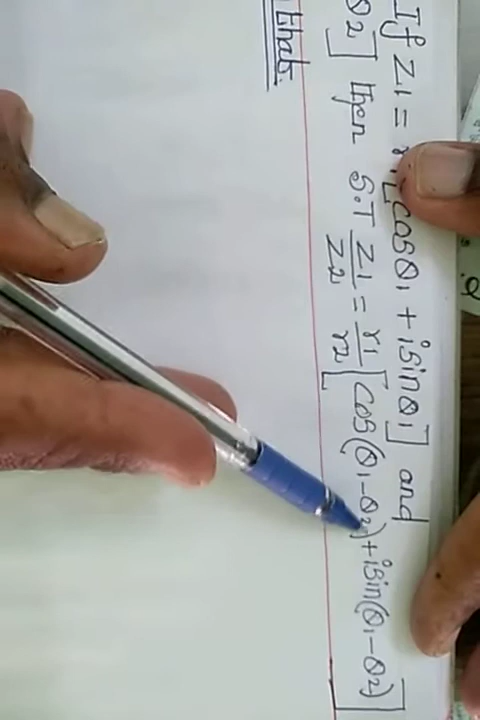 If Z1 = r1[cosθ1 + isinθ1] and
θ2] then S.T Z1/Z2 = r1/r2 [cos(θ1-θ2)+isin(θ1-θ2)]
that: